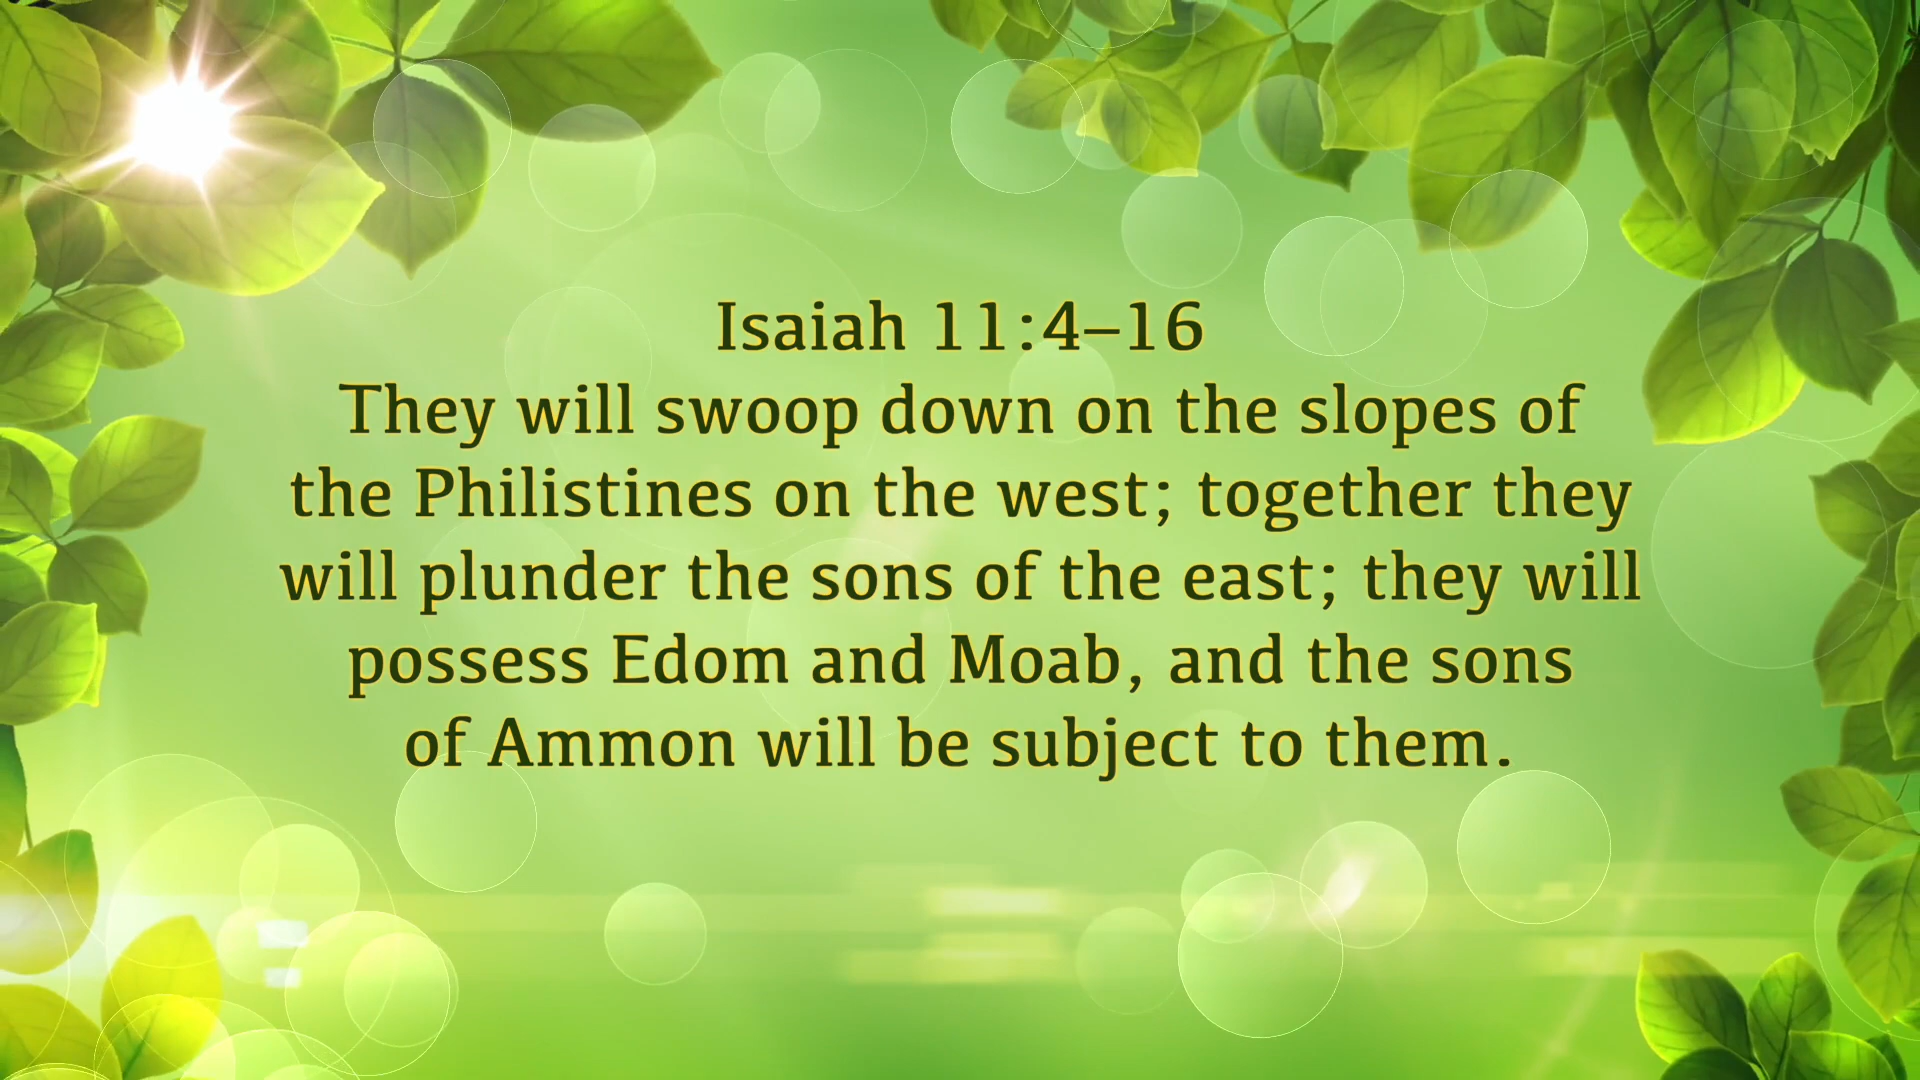 Isaiah 11:4–16
They will swoop down on the slopes of
the Philistines on the west; together they
will plunder the sons of the east; they will
possess Edom and Moab, and the sons
of Ammon will be subject to them.